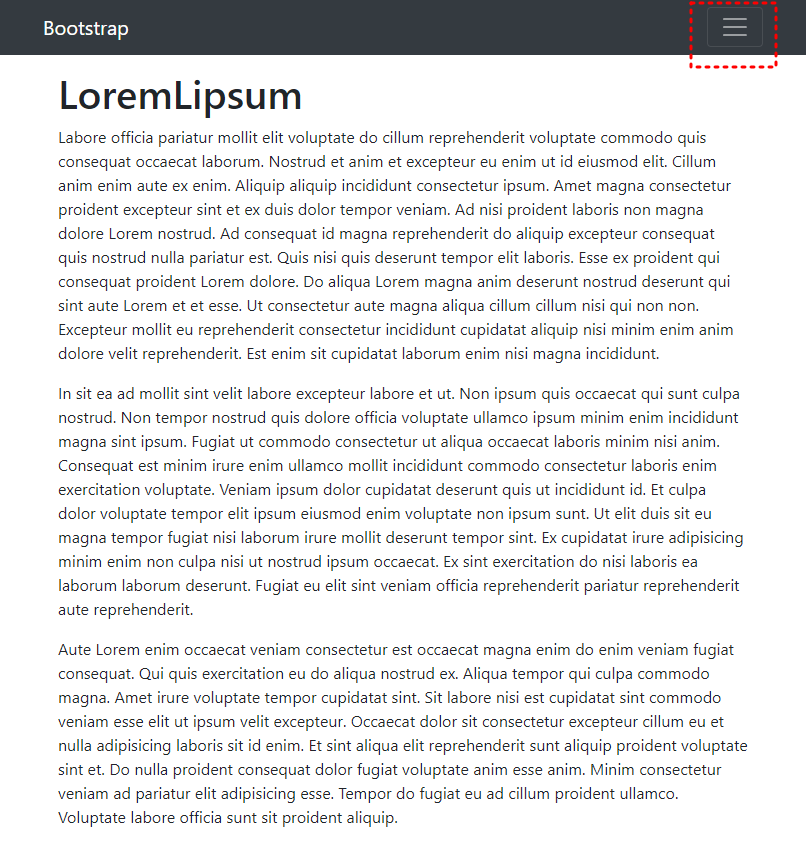 Bootstrap
LoremLipsum
Labore officia pariatur mollit elit voluptate do cillum reprehenderit voluptate commodo quis
consequat occaecat laborum. Nostrud et anim et excepteur eu enim ut id eiusmod elit. Cillum
anim enim aute ex enim. Aliquip aliquip incididunt consectetur ipsum. Amet magna consectetur
proident excepteur sint et ex duis dolor tempor veniam. Ad nisi proident laboris non magna
dolore Lorem nostrud. Ad consequat id magna reprehenderit do aliquip excepteur consequat
quis nostrud nulla pariatur est. Quis nisi quis deserunt tempor elit laboris. Esse ex proident qui
consequat proident Lorem dolore. Do aliqua Lorem magna anim deserunt nostrud deserunt qui
sint aute Lorem et et esse. Ut consectetur aute magna aliqua cillum cillum nisi qui non non.
Excepteur mollit eu reprehenderit consectetur incididunt cupidatat aliquip nisi minim enim anim
dolore velit reprehenderit. Est enim sit cupidatat laborum enim nisi magna incididunt.
In sit ea ad mollit sint velit labore excepteur labore et ut. Non ipsum quis occaecat qui sunt culpa
nostrud. Non tempor nostrud quis dolore officia voluptate ullamco ipsum minim enim incididunt
magna sint ipsum. Fugiat ut commodo consectetur ut aliqua occaecat laboris minim nisi anim.
Consequat est minim irure enim ullamco mollit incididunt commodo consectetur laboris enim
exercitation voluptate. Veniam ipsum dolor cupidatat deserunt quis ut incididunt id. Et culpa
dolor voluptate tempor elit ipsum eiusmod enim voluptate non ipsum sunt. Ut elit duis sit eu
magna tempor fugiat nisi laborum irure mollit deserunt tempor sint. Ex cupidatat irure adipisicing
minim enim non culpa nisi ut nostrud ipsum occaecat. Ex sint exercitation do nisi laboris ea
laborum laborum deserunt. Fugiat eu elit sint veniam officia reprehenderit pariatur reprehenderit
aute reprehenderit.
Aute Lorem enim occaecat veniam consectetur est occaecat magna enim do enim veniam fugiat
consequat. Qui quis exercitation eu do aliqua nostrud ex. Aliqua tempor qui culpa commodo
magna. Amet irure voluptate tempor cupidatat sint. Sit labore nisi est cupidatat sint commodo
veniam esse elit ut ipsum velit excepteur. Occaecat dolor sit consectetur excepteur cillum eu et
nulla adipisicing laboris sit id enim. Et sint aliqua elit reprehenderit sunt aliquip proident voluptate
sint et. Do nulla proident consequat dolor fugiat voluptate anim esse anim. Minim consectetur
veniam ad pariatur elit adipisicing esse. Tempor do fugiat eu ad cillum proident ullamco.
Voluptate labore officia sunt sit proident aliquip.